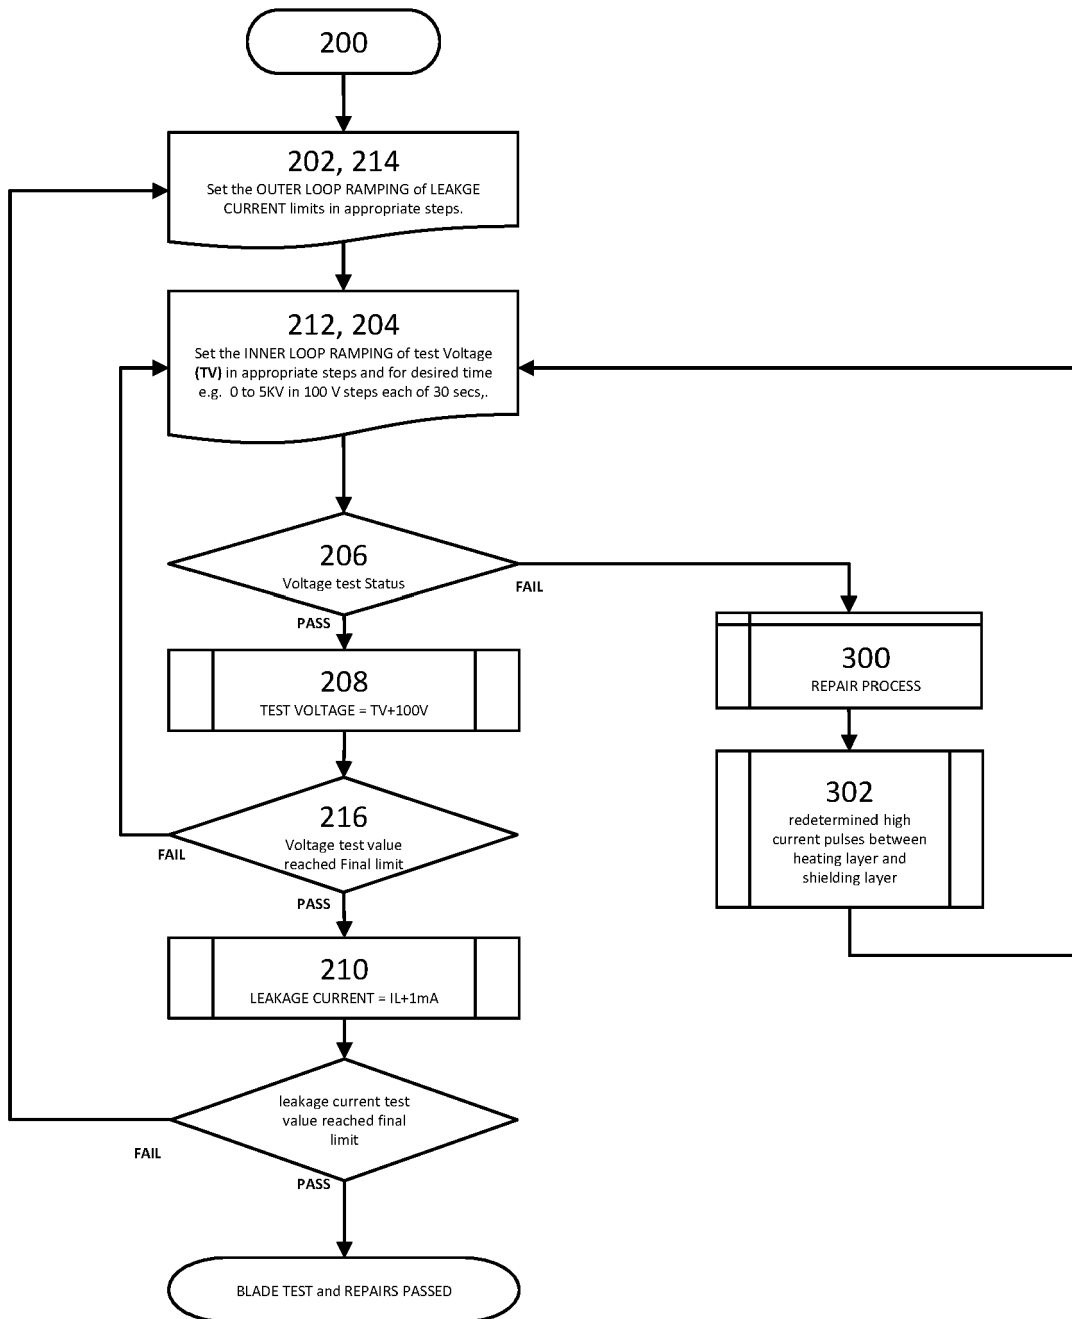 200
202, 214
Set the OUTER LOOP RAMPING of LEAKGE
CURRENT limits in appropriate steps.
212, 204
Set the INNER LOOP RAMPING of test Voltage
(TV) in appropriate steps and for desired time
e.g.  0 to 5KV in 100 V steps each of 30 secs,.
206
Voltage test Status
FAIL
PASS
300
REPAIR PROCESS
208
TEST VOLTAGE = TV+100V
302
redetermined high
current pulses between
heating layer and
shielding layer
216
Voltage test value
reached Final limit
FAIL
PASS
210
LEAKAGE CURRENT = IL+1mA
leakage current test
value reached final
limit
FAIL
PASS
BLADE TEST and REPAIRS PASSED